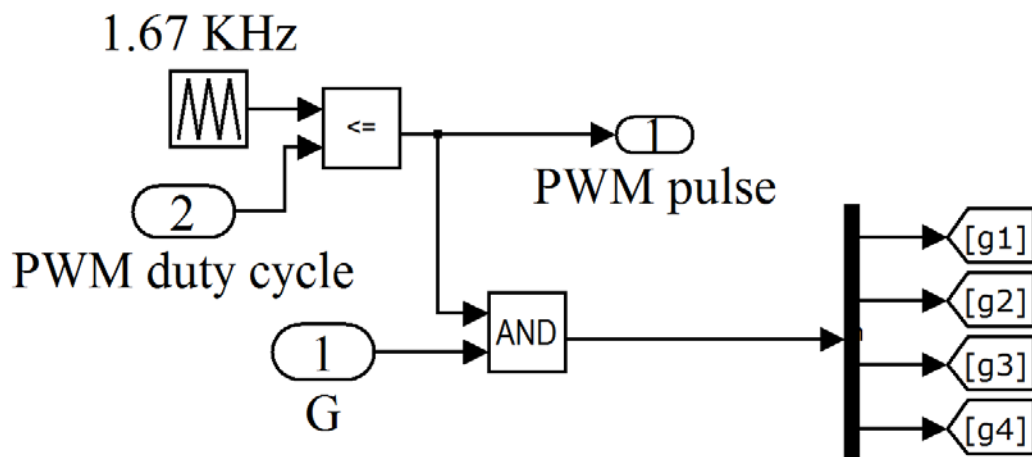 1.67 KHz
<=
1
PWM pulse
2
PWM duty cycle
[g1]
[g2]
[g3]
[g4]
AND
1
G